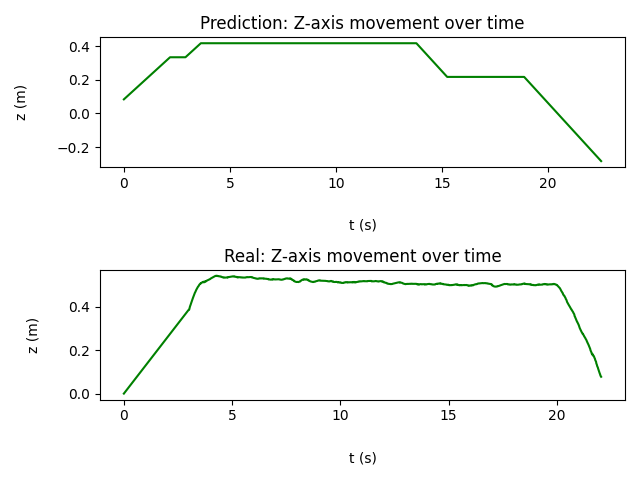 Prediction: Z-axis movement over time
z (m)
0.4
0.2
0.0
−0.2
0 5 10 15 20
t (s)
Real: Z-axis movement over time
z (m)
0.4
0.2
0.0
0 5 10 15 20
t (s)